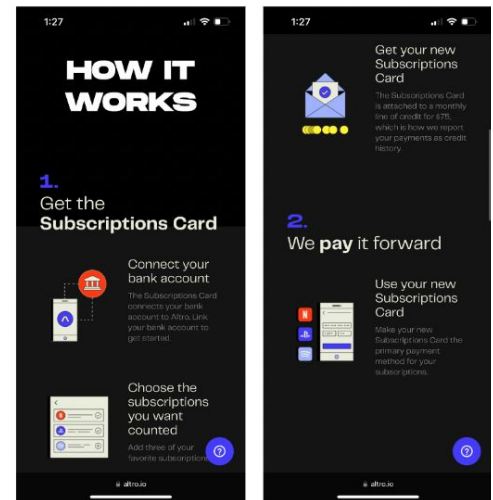 1:27
HOW IT
WORKS
1.
Get the
Subscriptions Card
Connect your
bank account
The Subscriptions Card
connects your bank
account to Altro. Link
your bank account to
get started.
Choose the
subscriptions
you want
counted
Add three of your
favorite subscriptions
?
altro.io
1:27
Get your new
Subscriptions
Card
The Subscriptions Card
is attached to a monthly
line of credit for $75,
which is how we report
your payments as credit
history.
2.
We pay it forward
Use your new
Subscriptions
Card
Make your new
Subscriptions Card the
primary payment
method for your
subscriptions.
?
altro.io